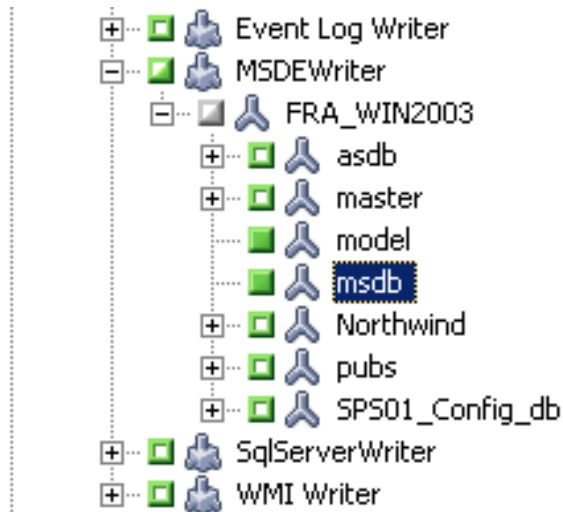 Event Log Writer
MSDEWriter
FRA_WIN2003
asdb
master
model
msdb
Northwind
pubs
SPS01_Config_db
SqlServerWriter
WMI Writer